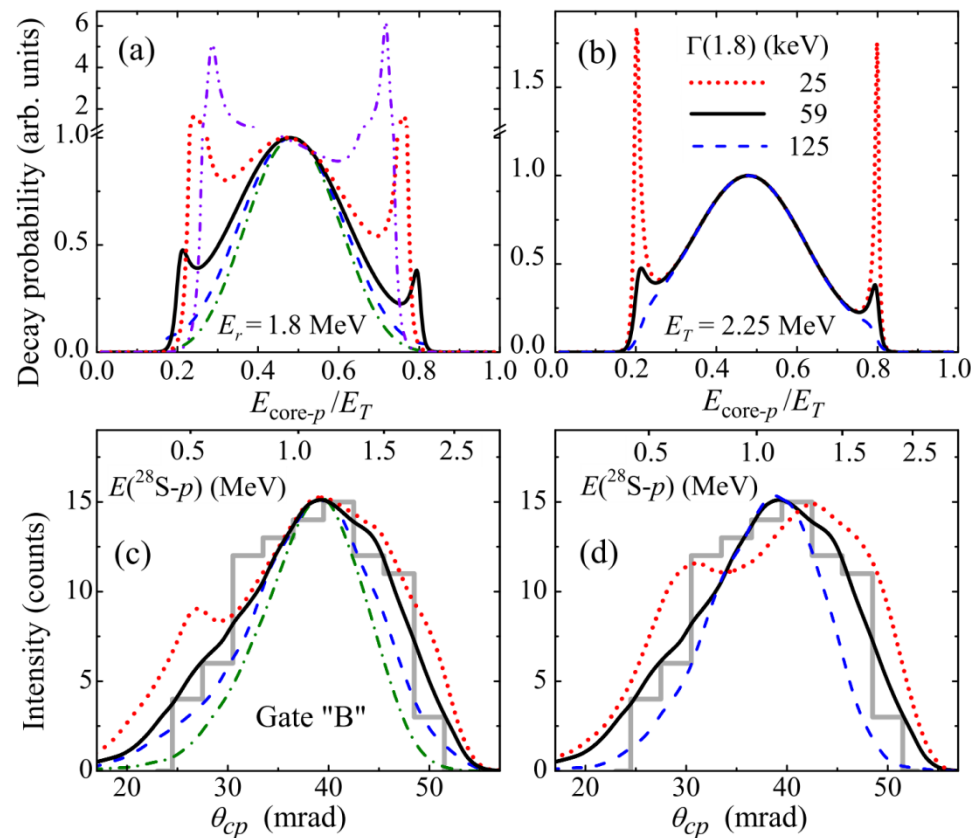 Decay probability (arb. units)
6
4
2
1.0
0.5
0.0
(a)
E_r = 1.8 MeV
0.0 0.2 0.4 0.6 0.8 1.0
E_core-p/E_T
1.5
1.0
0.5
0.0
(b)
Γ(1.8) (keV)
25
59
125
E_T = 2.25 MeV
0.0 0.2 0.4 0.6 0.8 1.0
E_core-p/E_T
Intensity (counts)
15
10
5
0
0.5 1.0 1.5 2.5
E(²⁸S-p) (MeV)
(c)
Gate "B"
20 30 40 50
θ_cp (mrad)
15
10
5
0
0.5 1.0 1.5 2.5
E(²⁸S-p) (MeV)
(d)
20 30 40 50
θ_cp (mrad)